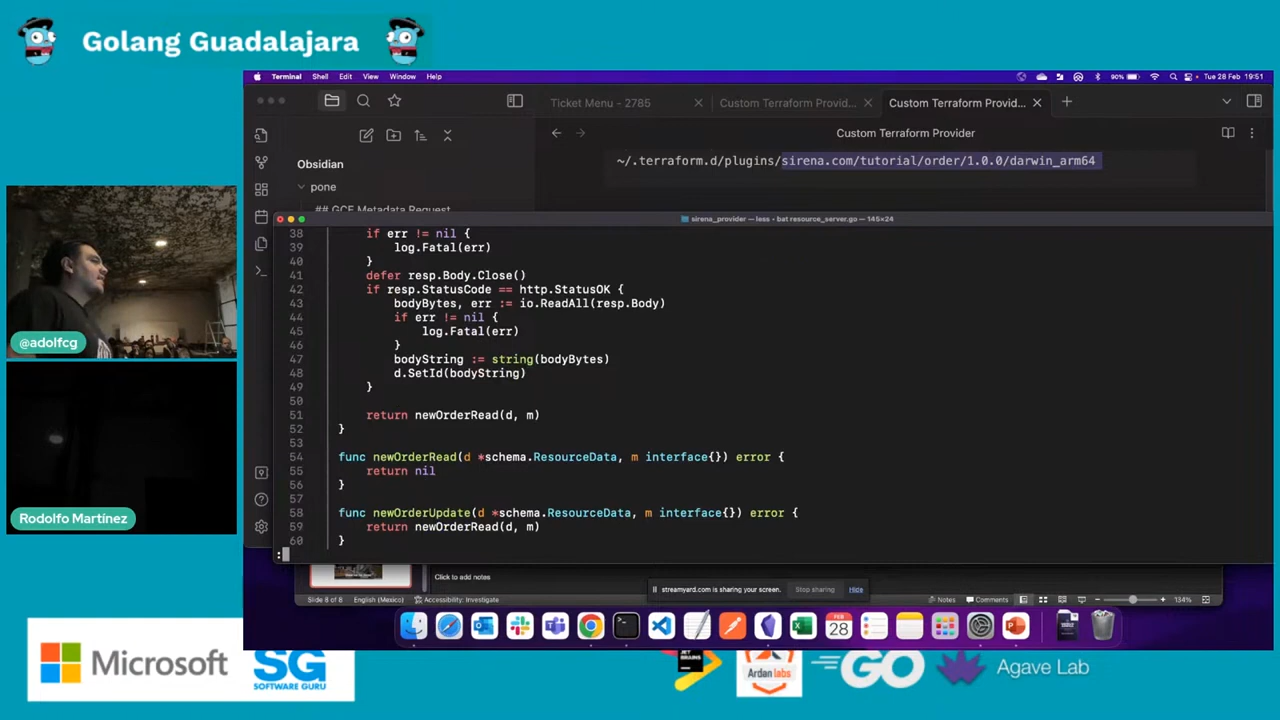 Golang Guadalajara
Terminal Shell Edit View Window Help
90% Tue 28 Feb 19:51
Ticket Menu - 2785
Custom Terraform Provid...
Custom Terraform Provid...
Custom Terraform Provider
Obsidian
pone
## GCE Metadata Request
~/.terraform.d/plugins/sirena.com/tutorial/order/1.0.0/darwin_arm64
sirena_provider — less • bat resource_server.go — 145×24
38 if err != nil {
39 log.Fatal(err)
40 }
41 defer resp.Body.Close()
42 if resp.StatusCode == http.StatusOK {
43 bodyBytes, err := io.ReadAll(resp.Body)
44 if err != nil {
45 log.Fatal(err)
46 }
47 bodyString := string(bodyBytes)
48 d.SetId(bodyString)
49 }
50
51 return newOrderRead(d, m)
52 }
53
54 func newOrderRead(d *schema.ResourceData, m interface{}) error {
55 return nil
56 }
57
58 func newOrderUpdate(d *schema.ResourceData, m interface{}) error {
59 return newOrderRead(d, m)
60 }
:
@adolfcg
Rodolfo Martínez
Click to add notes
streamyard.com is sharing your screen. Stop sharing Hide
Slide 8 of 8 English (Mexico) Accessibility: Investigate Notes Comments 134%
FEB
28
Microsoft
SG
SOFTWARE
GURU
JET
BRAINS
Ardan labs
GO
Agave Lab